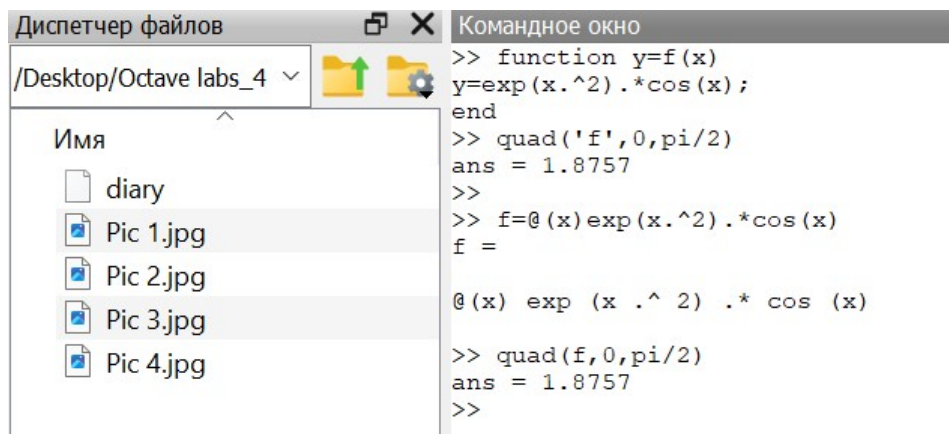 Диспетчер файлов
/Desktop/Octave labs_4
Имя
diary
Pic 1.jpg
Pic 2.jpg
Pic 3.jpg
Pic 4.jpg
Командное окно
>> function y=f(x)
y=exp(x.^2).*cos(x);
end
>> quad('f',0,pi/2)
ans = 1.8757
>>
>> f=@(x)exp(x.^2).*cos(x)
f =
@(x) exp (x .^ 2) .* cos (x)
>> quad(f,0,pi/2)
ans = 1.8757
>>